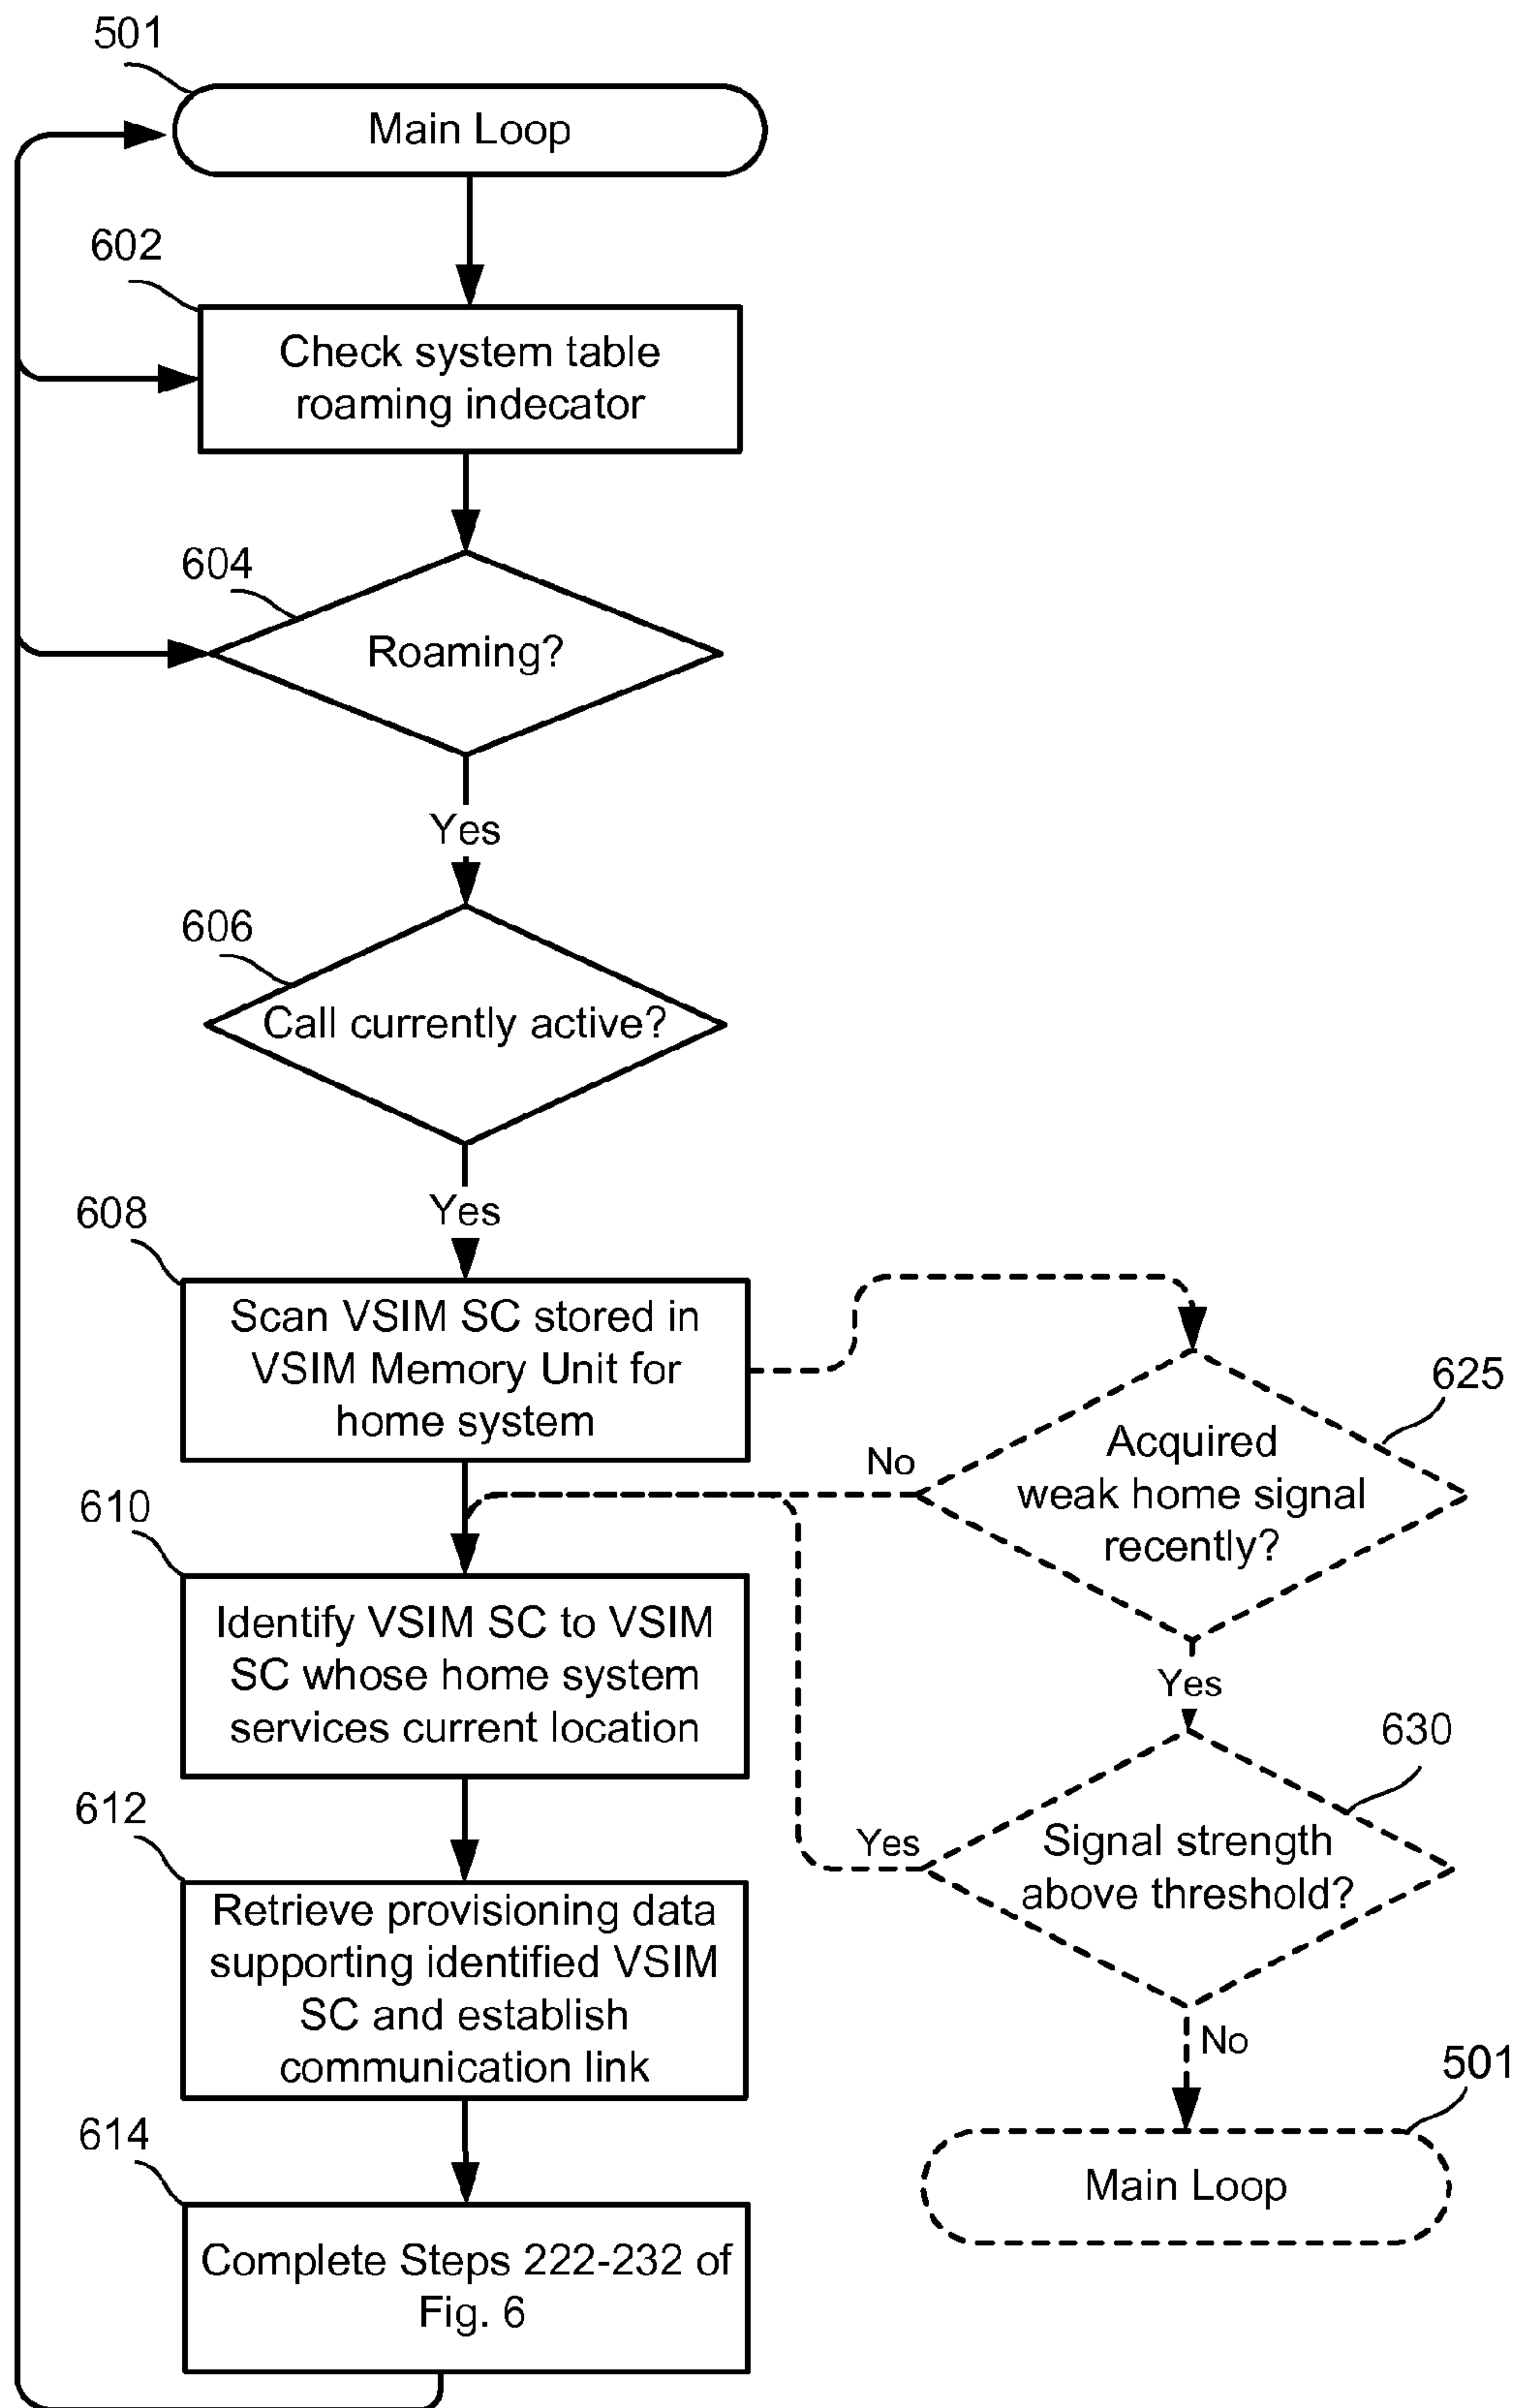 501
Main Loop
602
Check system table
roaming indecator
604
Roaming?
Yes
606
Call currently active?
Yes
608
Scan VSIM SC stored in
VSIM Memory Unit for
home system
625
Acquired
weak home signal
recently?
No
610
Identify VSIM SC to VSIM
SC whose home system
services current location
Yes
630
Signal strength
above threshold?
Yes
612
Retrieve provisioning data
supporting identified VSIM
SC and establish
communication link
No
501
Main Loop
614
Complete Steps 222-232 of
Fig. 6